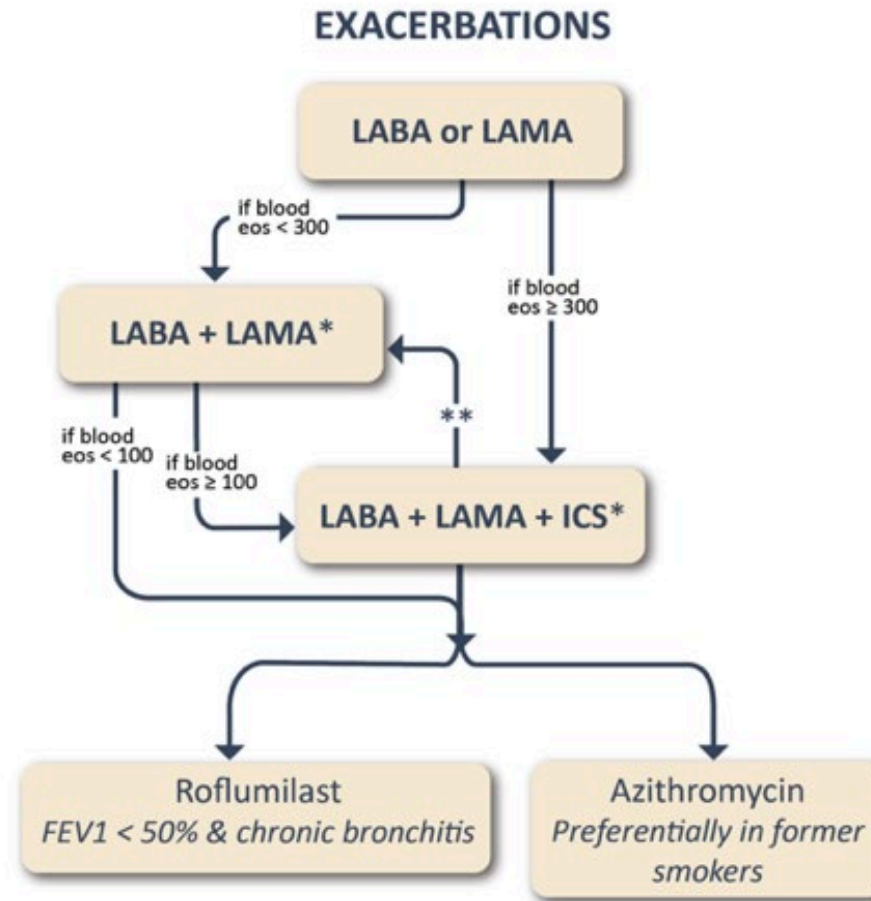 EXACERBATIONS
LABA or LAMA
if blood
eos < 300
if blood
eos ≥ 300
LABA + LAMA*
**
if blood
eos < 100
if blood
eos ≥ 100
LABA + LAMA + ICS*
Roflumilast
FEV1 < 50% & chronic bronchitis
Azithromycin
Preferentially in former
smokers